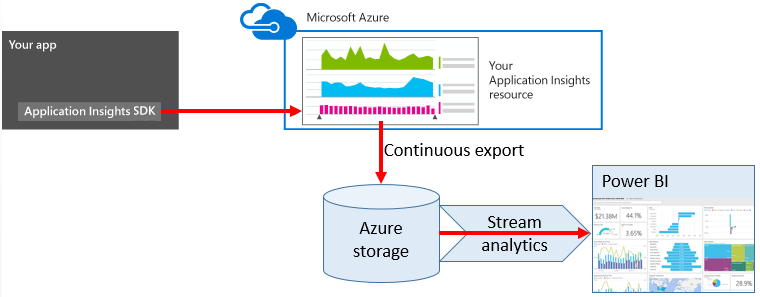 Microsoft Azure
Your app
Application Insights SDK
Your
Application Insights
resource
Continuous export
Azure
storage
Stream
analytics
Power BI
$21.38M
44.1%
3.65%
28.9%